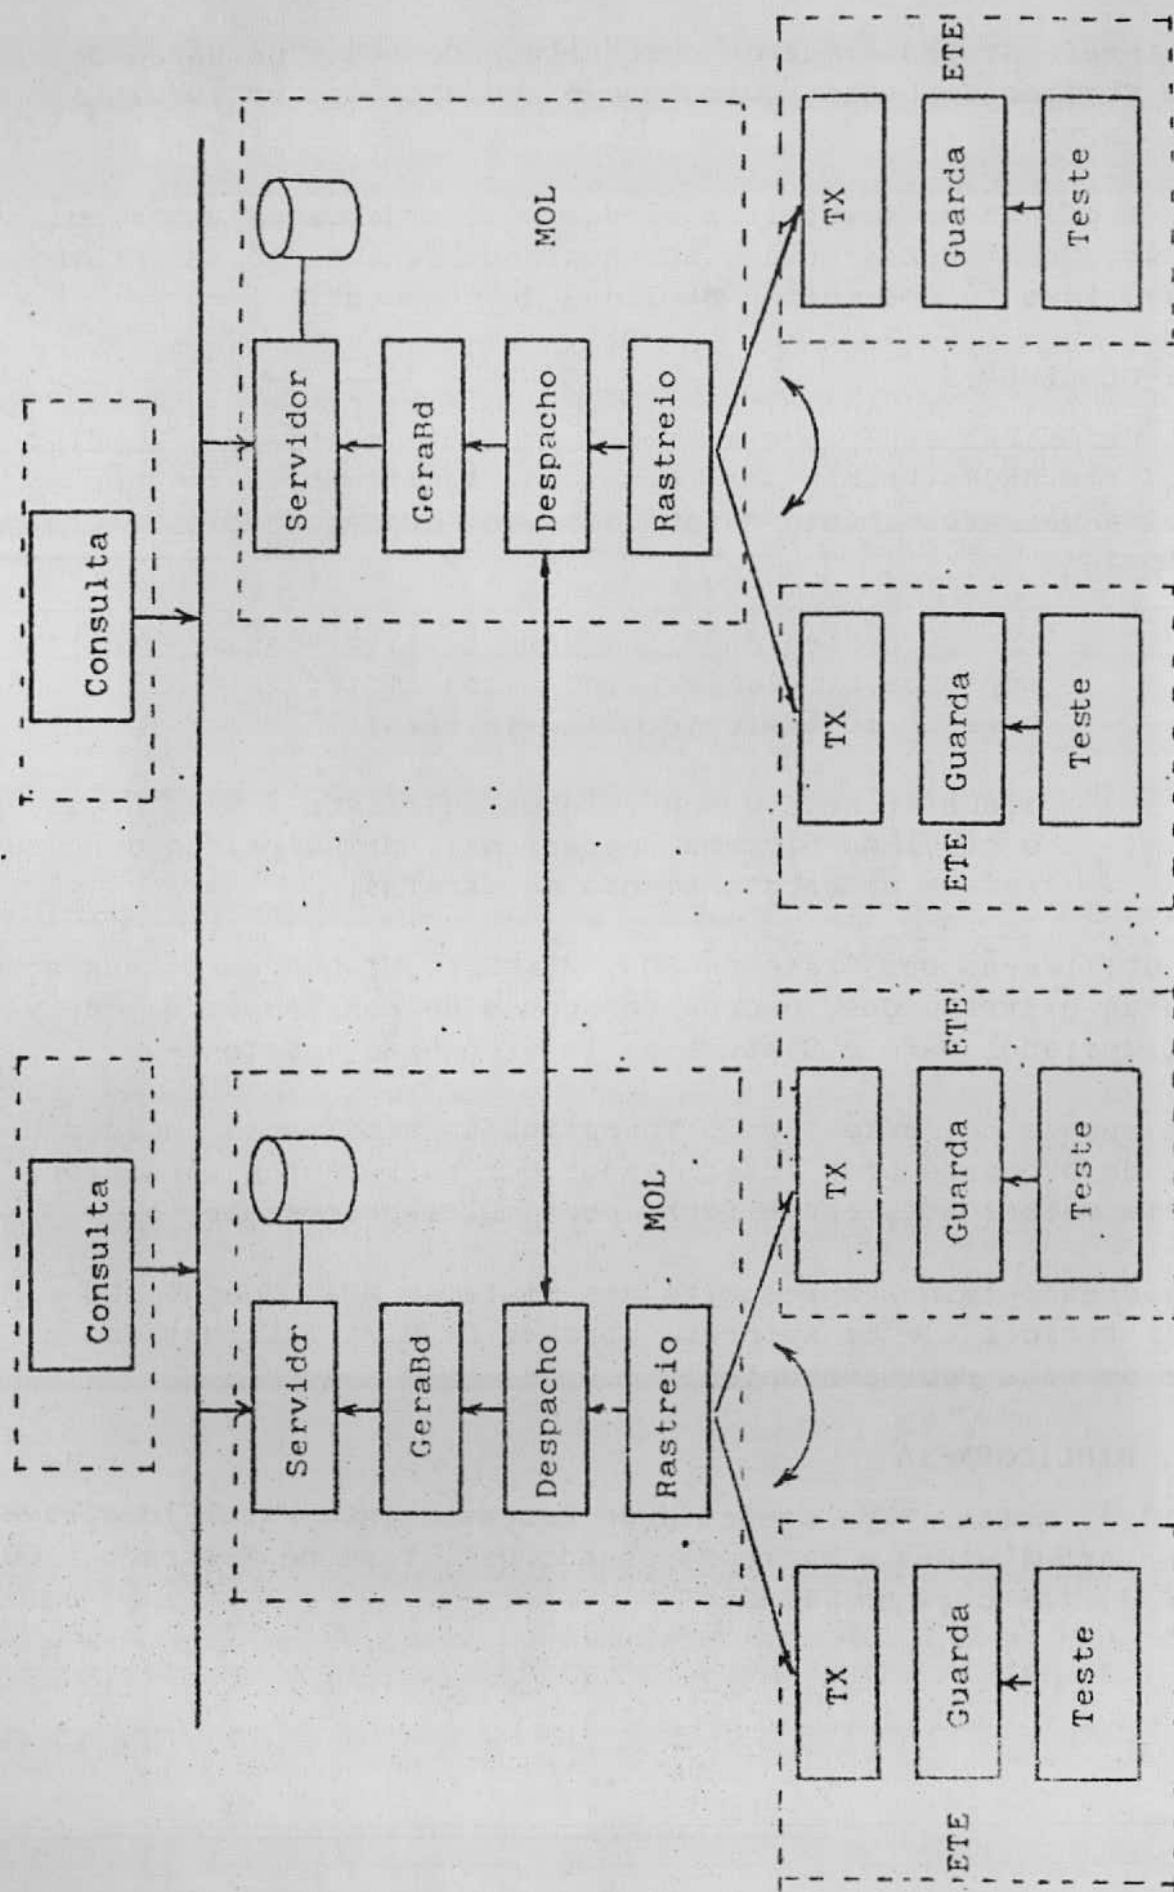 Consulta
Consulta
Servidor
GeraBd
Despacho
Rastreio
MOL
Servidor
GeraBd
Despacho
Rastreio
MOL
ETE
TX
Guarda
Teste
TX
Guarda
Teste
ETE
ETE
TX
Guarda
Teste
TX
Guarda
Teste
ETE